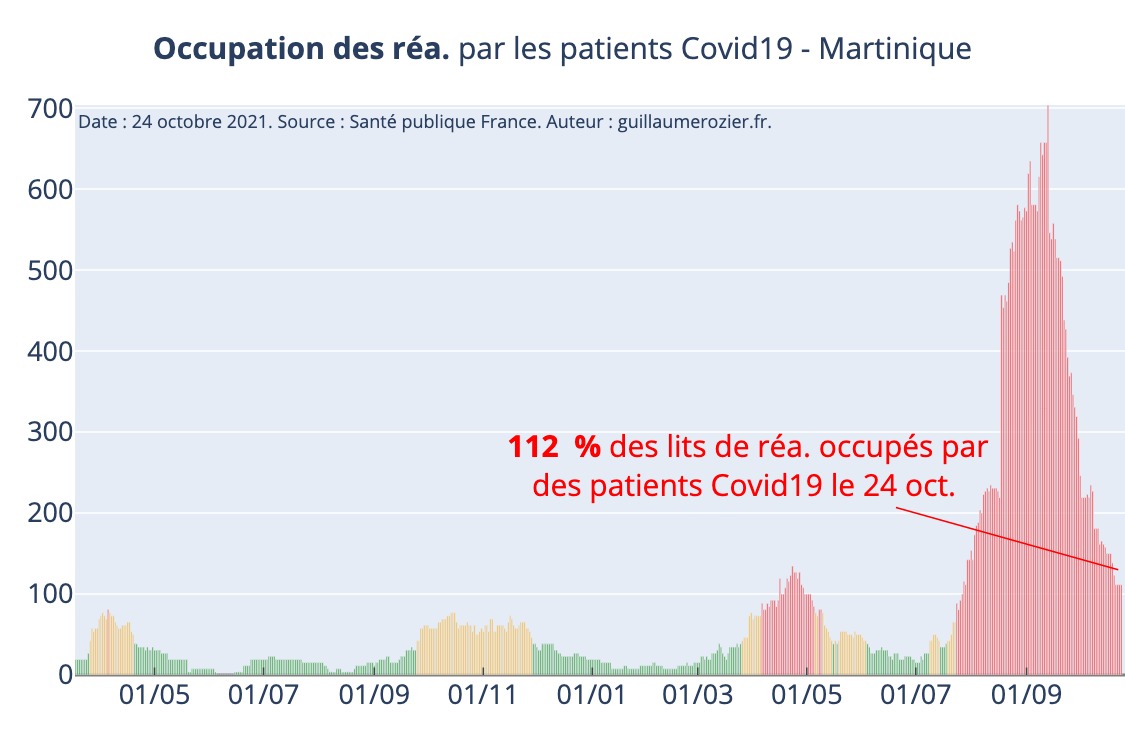 Occupation des réa. par les patients Covid19 - Martinique
700
Date : 24 octobre 2021. Source : Santé publique France. Auteur : guillaumerozier.fr.
600
500
400
300
112 % des lits de réa. occupés par
des patients Covid19 le 24 oct.
200
100
0
01/05 01/07 01/09 01/11 01/01 01/03 01/05 01/07 01/09